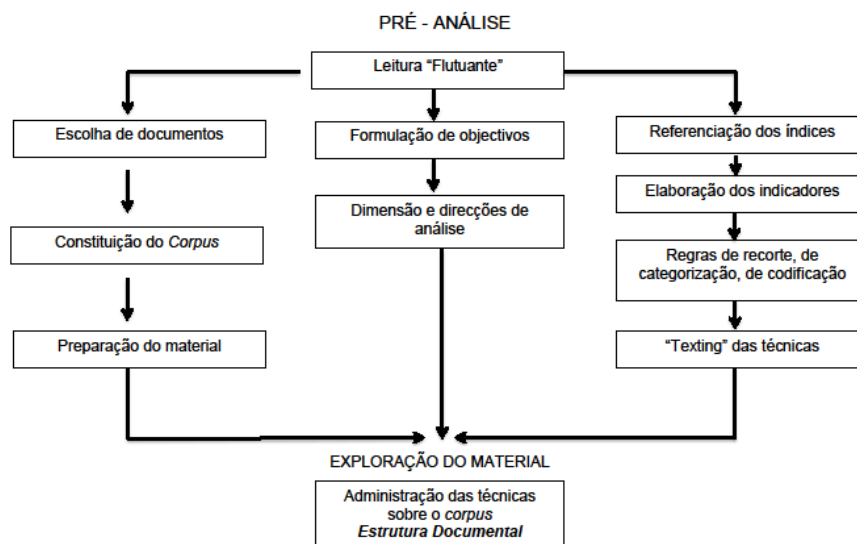 PRÉ - ANÁLISE
Leitura “Flutuante”
Escolha de documentos
Formulação de objectivos
Referenciação dos índices
Elaboração dos indicadores
Dimensão e direcções de
análise
Constituição do Corpus
Regras de recorte, de
categorização, de codificação
Preparação do material
“Texting” das técnicas
EXPLORAÇÃO DO MATERIAL
Administração das técnicas
sobre o corpus
Estrutura Documental